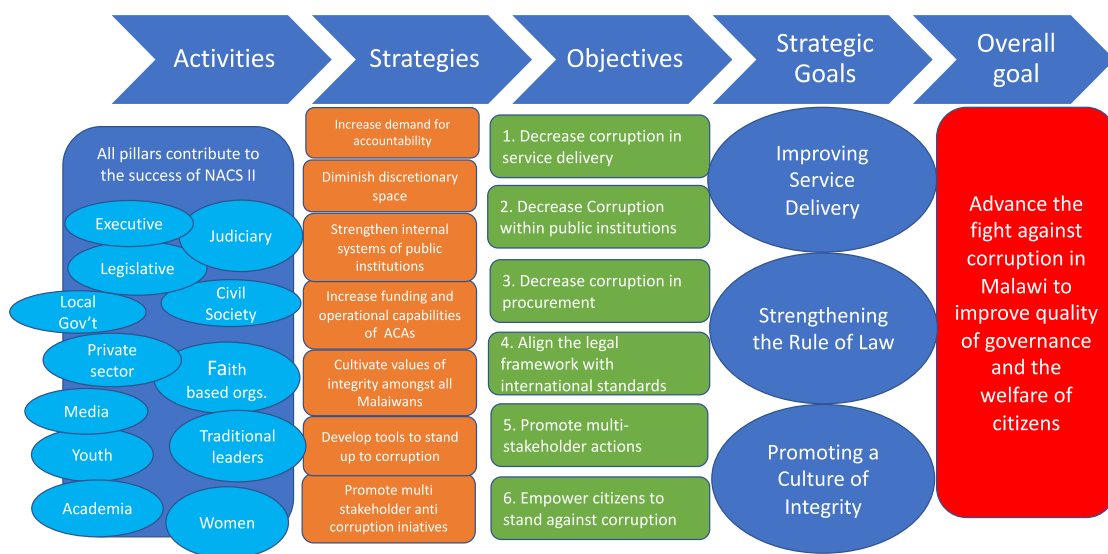 Activities
Strategies
Objectives
Strategic
Goals
Overall
goal
All pillars contribute to
the success of NACS II
Executive
Judiciary
Legislative
Local
Gov't
Civil
Society
Private
sector
Faith
based orgs.
Media
Traditional
leaders
Youth
Academia
Women
Increase demand for
accountability
Diminish discretionary
space
Strengthen internal
systems of public
institutions
Increase funding and
operational capabilities
of ACAs
Cultivate values of
integrity amongst all
Malaiwans
Develop tools to stand
up to corruption
Promote multi
stakeholder anti
corruption iniatives
1. Decrease corruption in
service delivery
2. Decrease Corruption
within public institutions
3. Decrease corruption in
procurement
4. Align the legal
framework with
international standards
5. Promote multi-
stakeholder actions
6. Empower citizens to
stand against corruption
Improving
Service
Delivery
Strengthening
the Rule of Law
Promoting a
Culture of
Integrity
Advance the
fight against
corruption in
Malawi to
improve quality
of governance
and the
welfare of
citizens